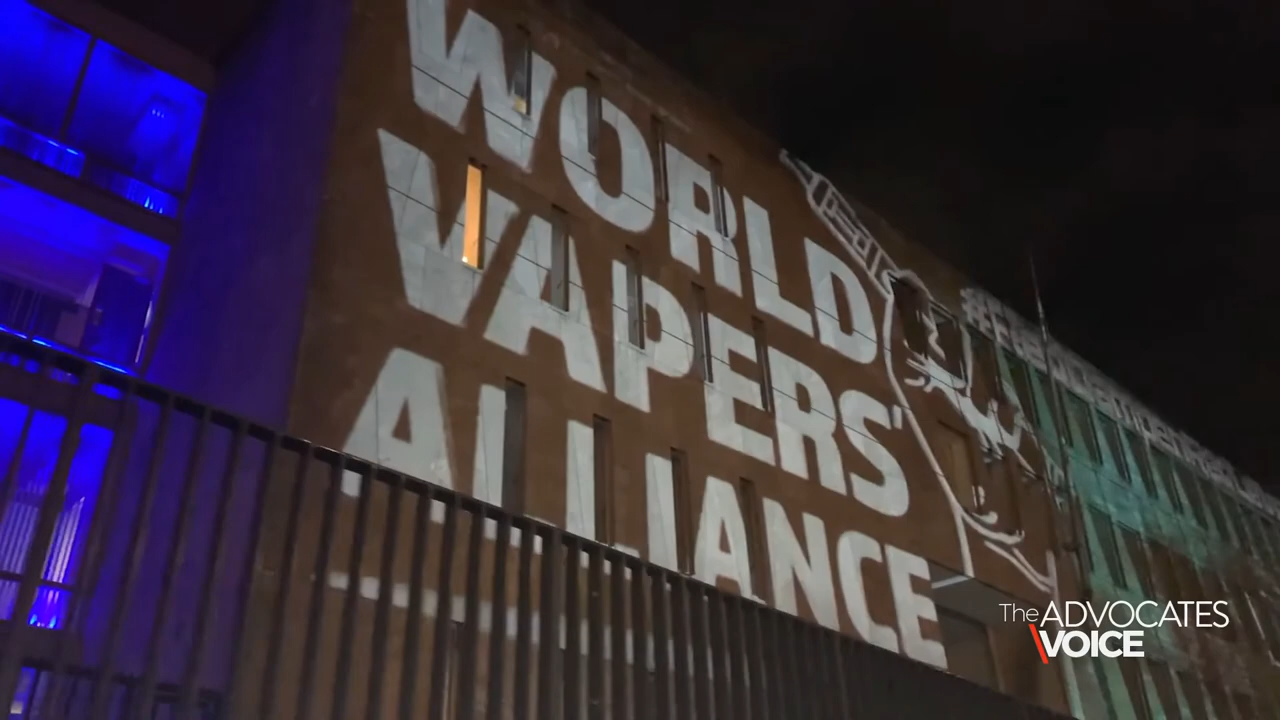 WORLD
VAPERS'
ALLIANCE
The ADVOCATES
VOICE